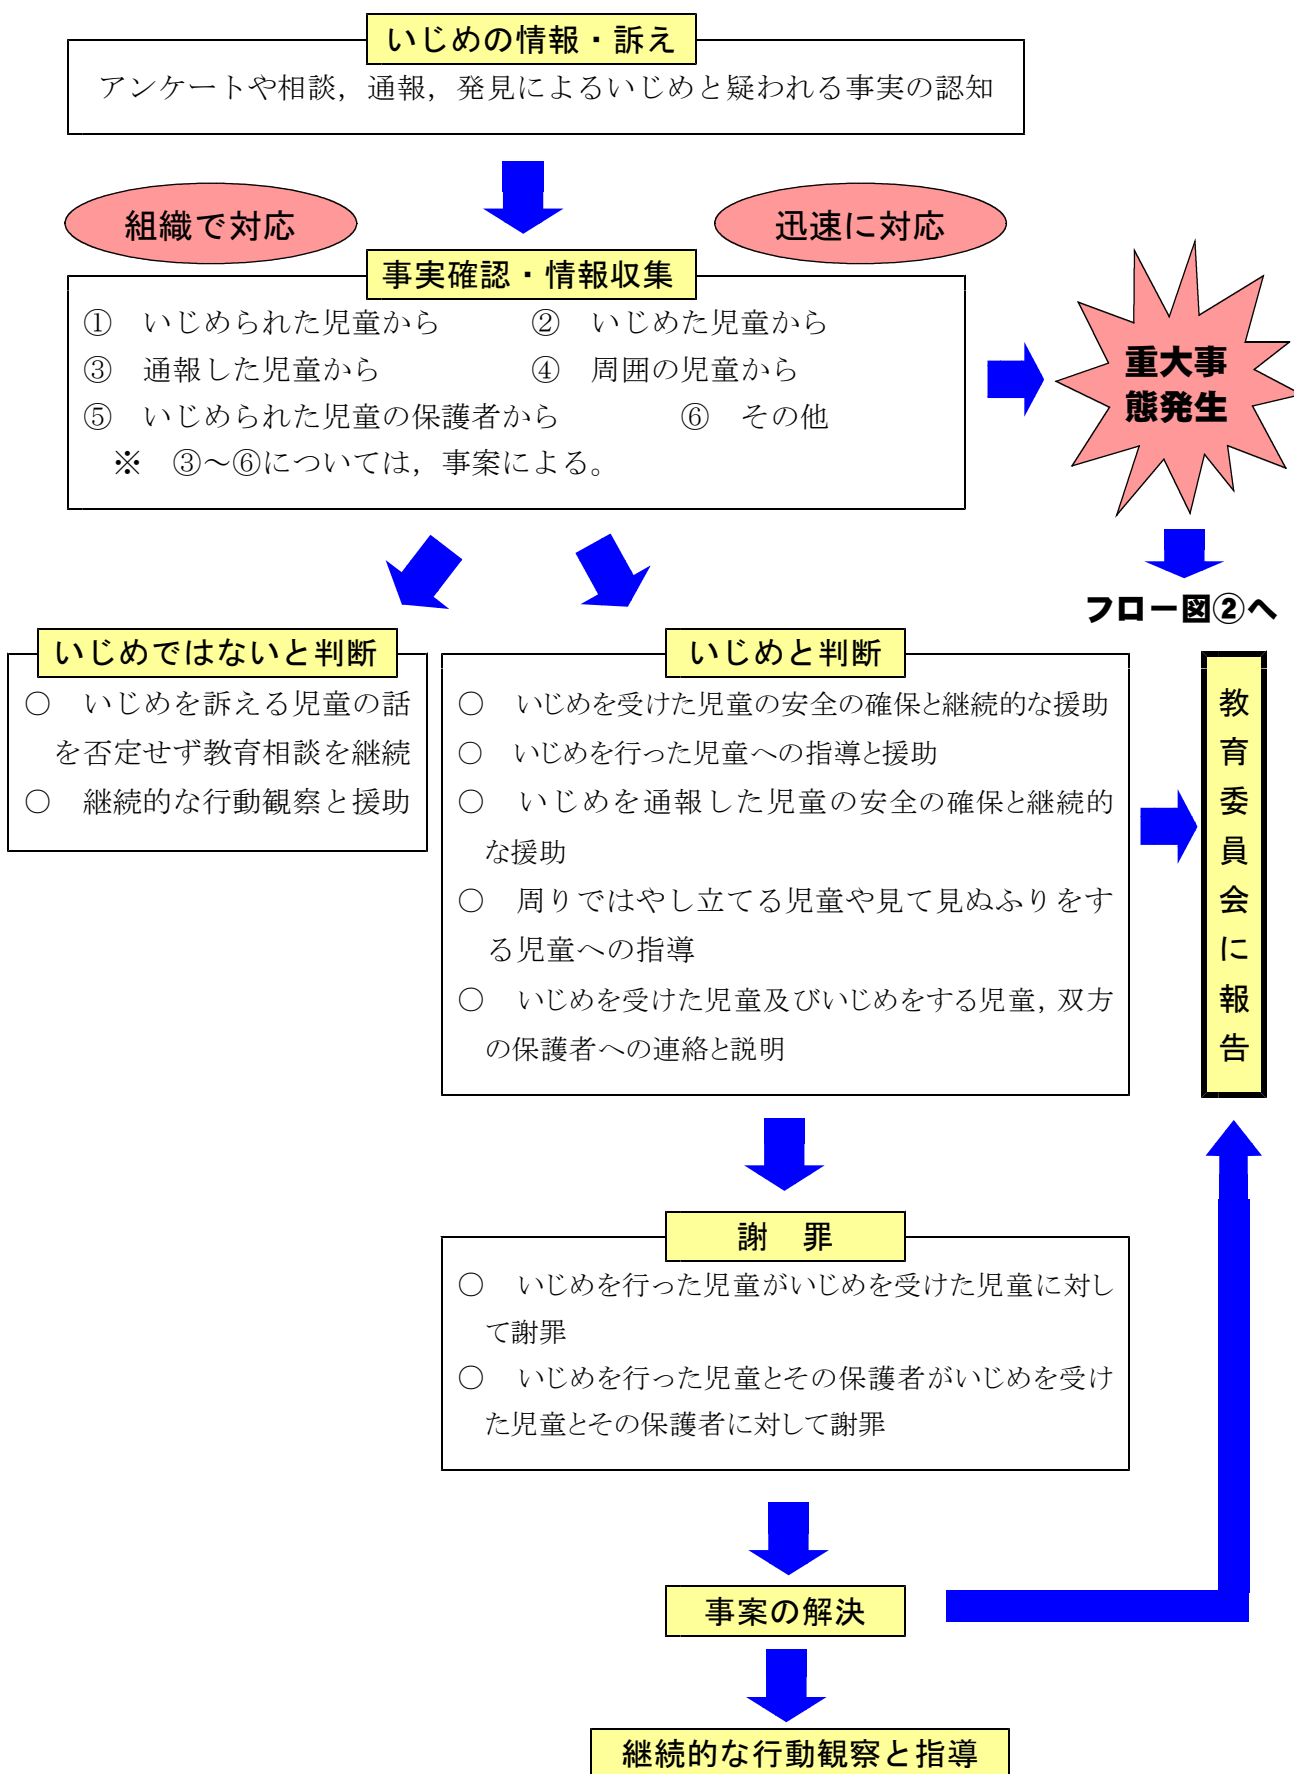 いじめの情報・訴え
アンケートや相談，通報，発見によるいじめと疑われる事実の認知
組織で対応
迅速に対応
事実確認・情報収集
①　いじめられた児童から　　　②　いじめた児童から
③　通報した児童から　　　　　④　周囲の児童から
⑤　いじめられた児童の保護者から　　　　⑥　その他
※　③～⑥については，事案による。
重大事
態発生
フロー図②へ
いじめではないと判断
○　いじめを訴える児童の話
を否定せず教育相談を継続
○　継続的な行動観察と援助
いじめと判断
○　いじめを受けた児童の安全の確保と継続的な援助
○　いじめを行った児童への指導と援助
○　いじめを通報した児童の安全の確保と継続的
な援助
○　周りではやし立てる児童や見て見ぬふりをす
る児童への指導
○　いじめを受けた児童及びいじめをする児童，双方
の保護者への連絡と説明
教育委員会に報告
謝　罪
○　いじめを行った児童がいじめを受けた児童に対し
て謝罪
○　いじめを行った児童とその保護者がいじめを受け
た児童とその保護者に対して謝罪
事案の解決
継続的な行動観察と指導